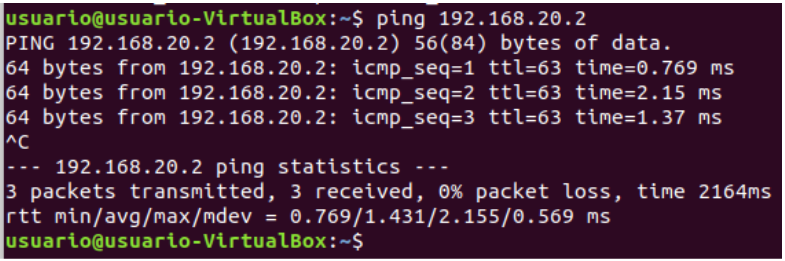 usuario@usuario-VirtualBox:~$ ping 192.168.20.2
PING 192.168.20.2 (192.168.20.2) 56(84) bytes of data.
64 bytes from 192.168.20.2: icmp_seq=1 ttl=63 time=0.769 ms
64 bytes from 192.168.20.2: icmp_seq=2 ttl=63 time=2.15 ms
64 bytes from 192.168.20.2: icmp_seq=3 ttl=63 time=1.37 ms
^C
--- 192.168.20.2 ping statistics ---
3 packets transmitted, 3 received, 0% packet loss, time 2164ms
rtt min/avg/max/mdev = 0.769/1.431/2.155/0.569 ms
usuario@usuario-VirtualBox:~$